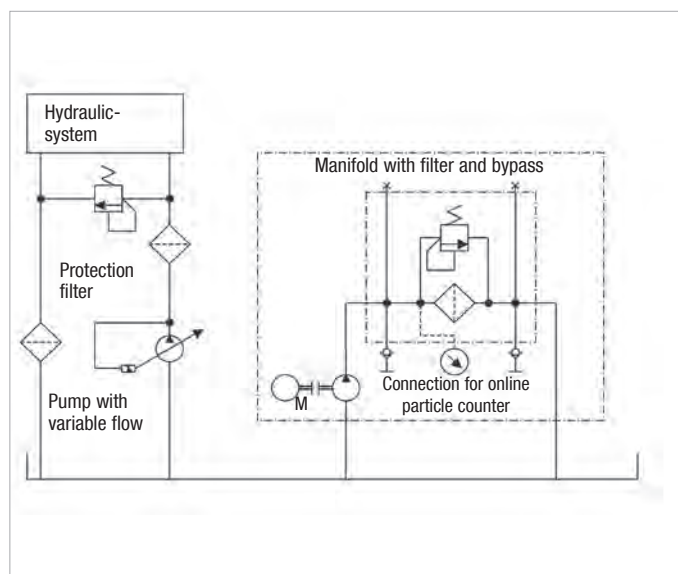 Hydraulic-
system
Manifold with filter and bypass
Protection
filter
Pump with
variable flow
M
Connection for online
particle counter